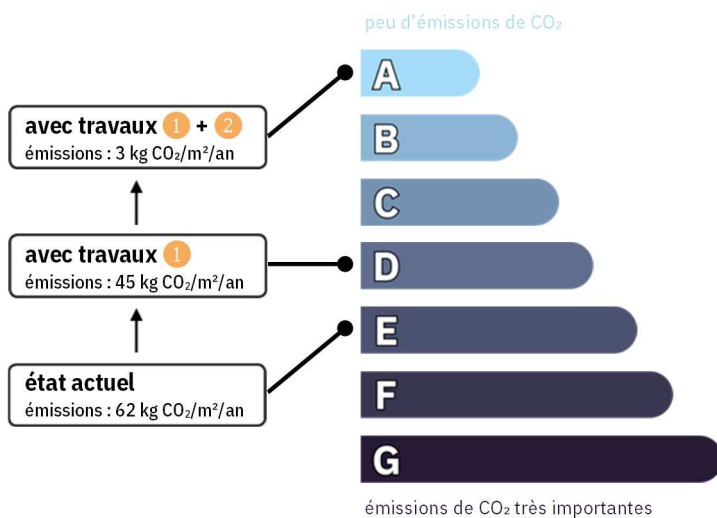 peu d’émissions de CO₂
A
avec travaux 1 + 2
émissions : 3 kg CO₂/m²/an
B
C
avec travaux 1
émissions : 45 kg CO₂/m²/an
D
E
état actuel
émissions : 62 kg CO₂/m²/an
F
G
émissions de CO₂ très importantes